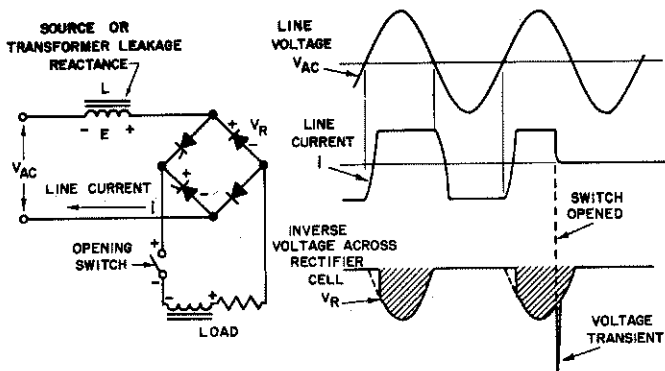 SOURCE OR
TRANSFORMER LEAKAGE
REACTANCE
L
- E +
+ V_R
-
V_AC
LINE CURRENT
i
+ -
OPENING
SWITCH
+
-
- +
LOAD
LINE
VOLTAGE
V_AC
LINE
CURRENT
i
SWITCH
OPENED
INVERSE
VOLTAGE ACROSS
RECTIFIER
CELL
V_R
VOLTAGE
TRANSIENT